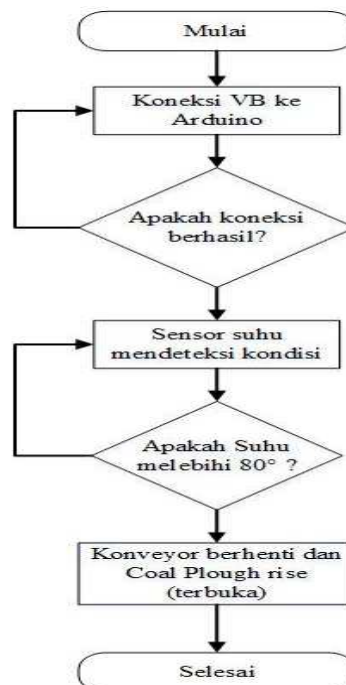 Mulai
Koneksi VB ke
Arduino
Apakah koneksi
berhasil?
Sensor suhu
mendeteksi kondisi
Apakah Suhu
melebihi 80° ?
Konveyor berhenti dan
Coal Plough rise
(terbuka)
Selesai